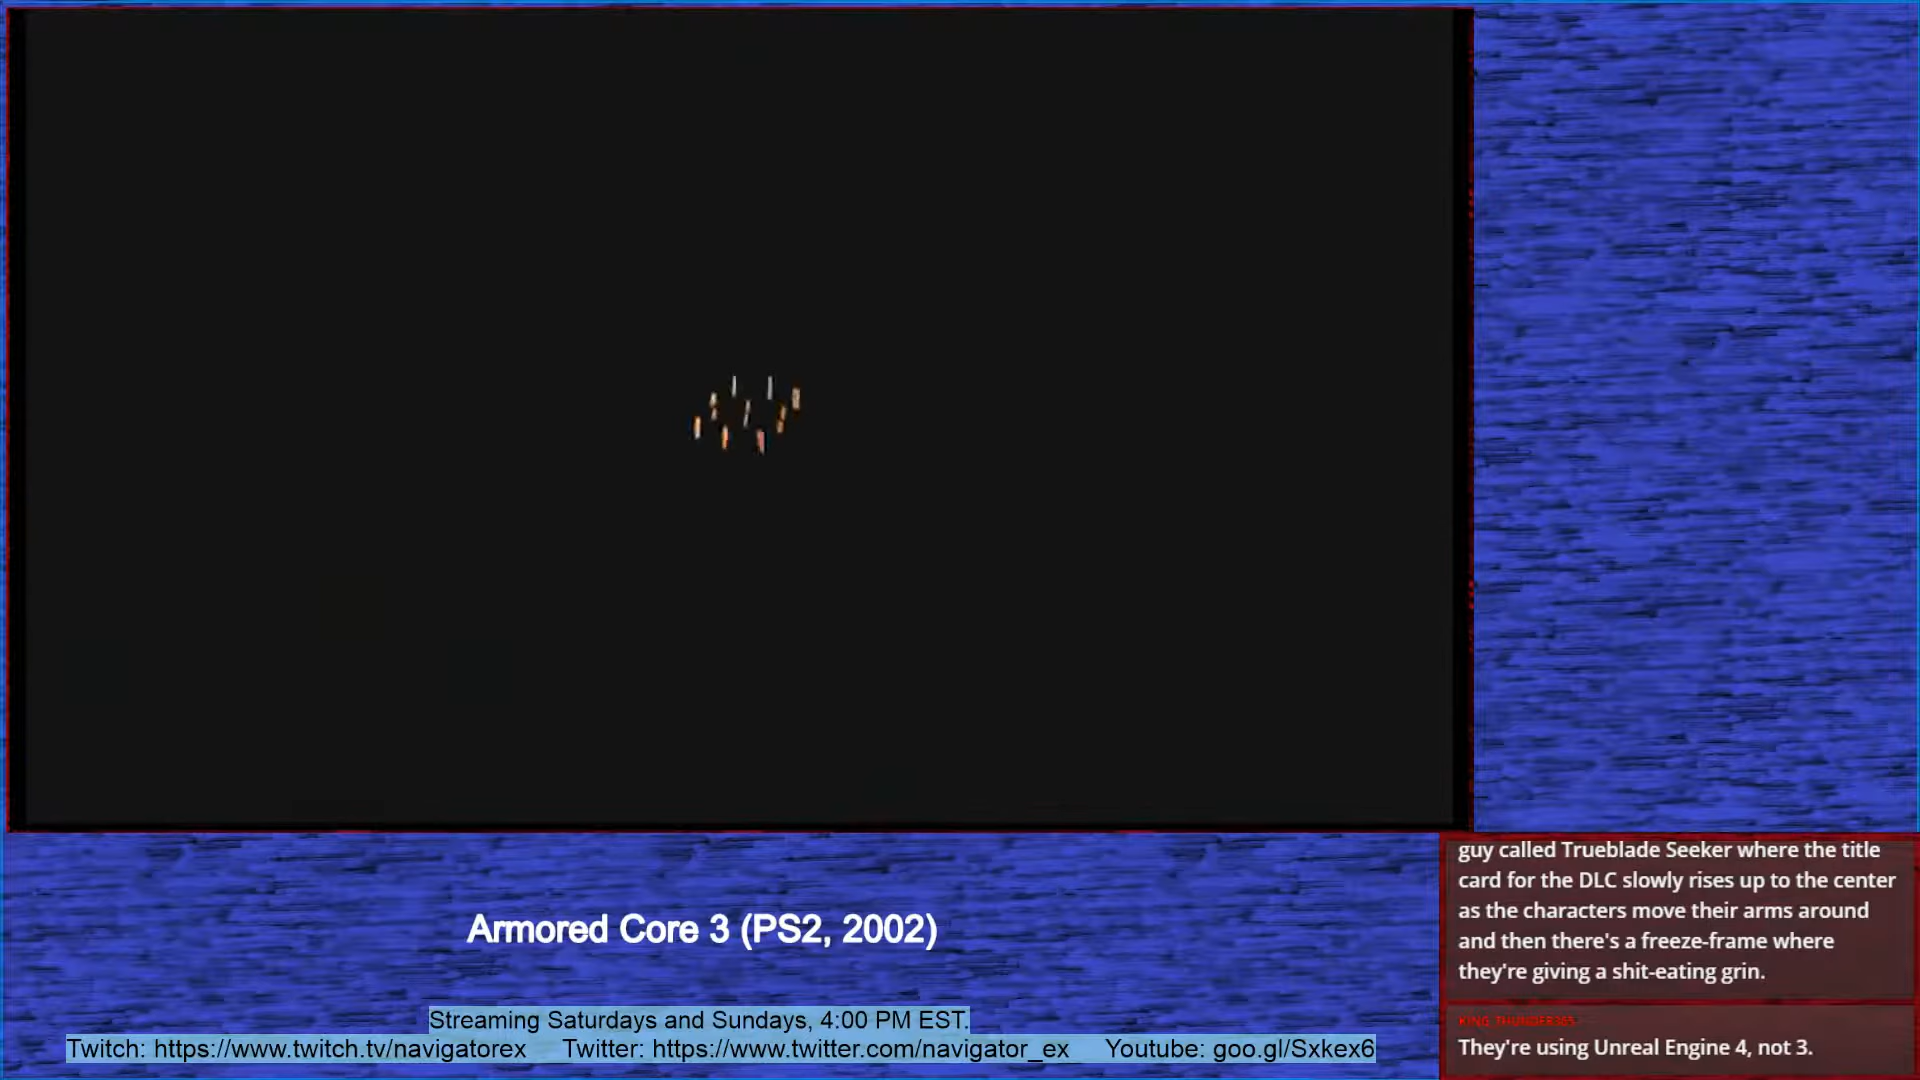 guy called Trueblade Seeker where the title
card for the DLC slowly rises up to the center
as the characters move their arms around
and then there's a freeze-frame where
they're giving a shit-eating grin.
KING_THUNDER365
They're using Unreal Engine 4, not 3.
Armored Core 3 (PS2, 2002)
Streaming Saturdays and Sundays, 4:00 PM EST.
Twitch: https://www.twitch.tv/navigatorex Twitter: https://www.twitter.com/navigator_ex Youtube: goo.gl/Sxkex6